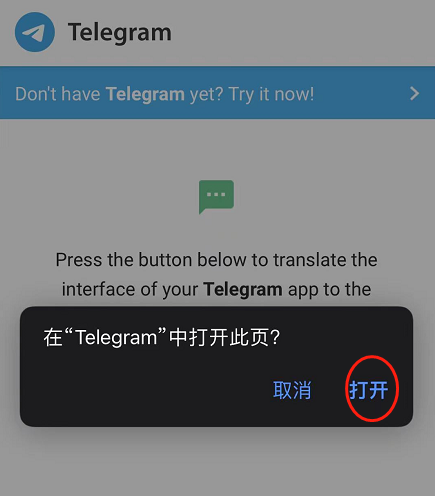 Telegram
Don't have Telegram yet? Try it now!
Press the button below to translate the
interface of your Telegram app to the
在“Telegram”中打开此页?
取消 打开